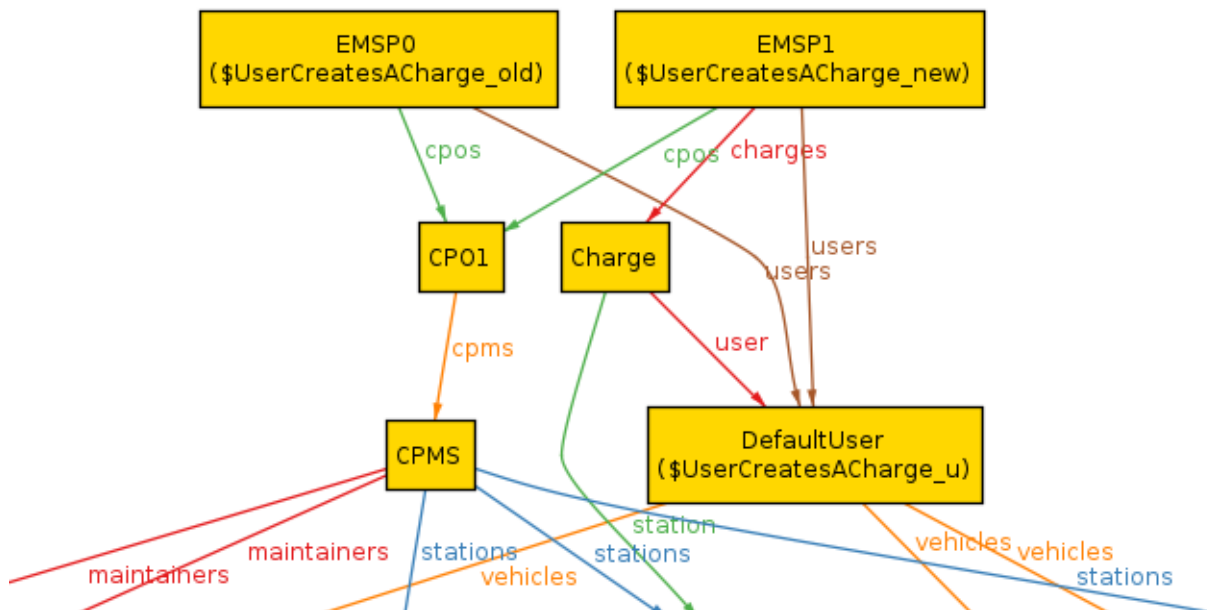 EMSP0
($UserCreatesACharge_old)
EMSP1
($UserCreatesACharge_new)
cpos
cpos
charges
users
users
CPO1
Charge
cpms
user
CPMS
DefaultUser
($UserCreatesACharge_u)
maintainers
maintainers
stations
vehicles
stations
station
vehicles
vehicles
stations